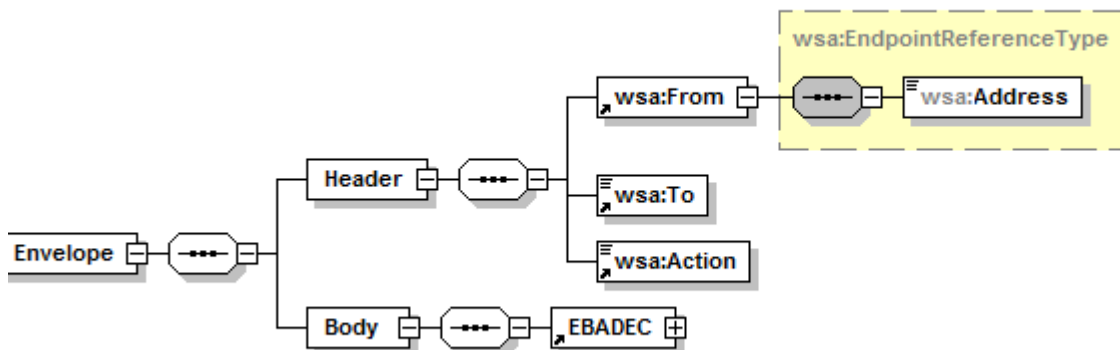 wsa:EndpointReferenceType
wsa:From
wsa:Address
Header
wsa:To
Envelope
wsa:Action
Body
EBADEC